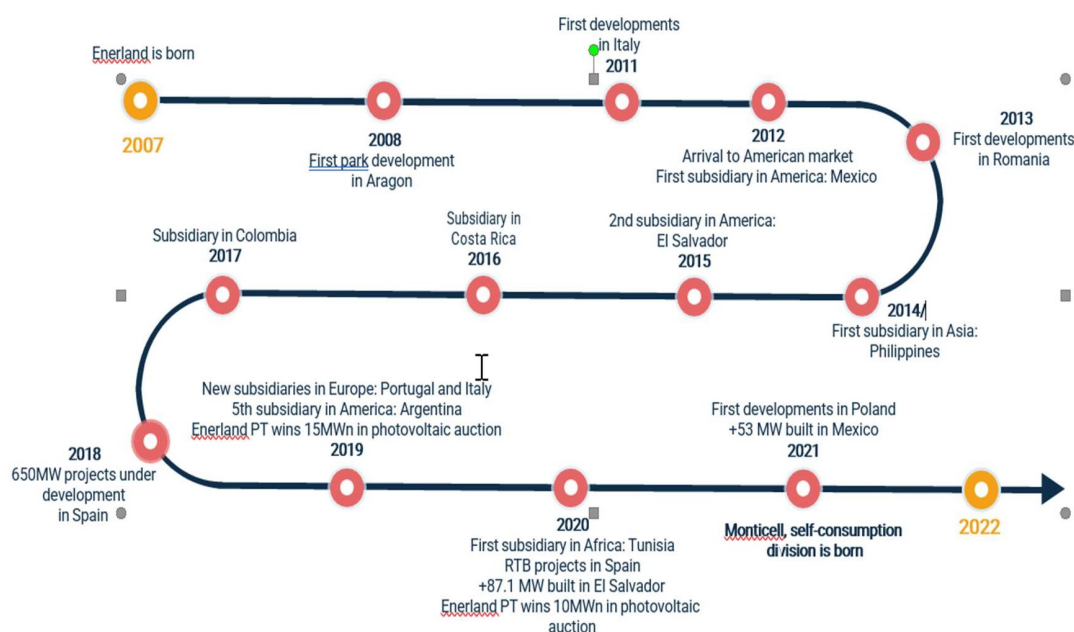 Enerland is born
2007
2008
First park development
in Aragon
First developments
in Italy
2011
2012
Arrival to American market
First subsidiary in America: Mexico
2013
First developments
in Romania
2014/
First subsidiary in Asia:
Philippines
2nd subsidiary in America:
El Salvador
2015
Subsidiary in
Costa Rica
2016
Subsidiary in Colombia
2017
2018
650MW projects under
development
in Spain
New subsidiaries in Europe: Portugal and Italy
5th subsidiary in America: Argentina
Enerland PT wins 15MWn in photovoltaic auction
2019
2020
First subsidiary in Africa: Tunisia
RTB projects in Spain
+87.1 MW built in El Salvador
Enerland PT wins 10MWn in photovoltaic
auction
First developments in Poland
+53 MW built in Mexico
2021
Monticell, self-consumption
division is born
2022